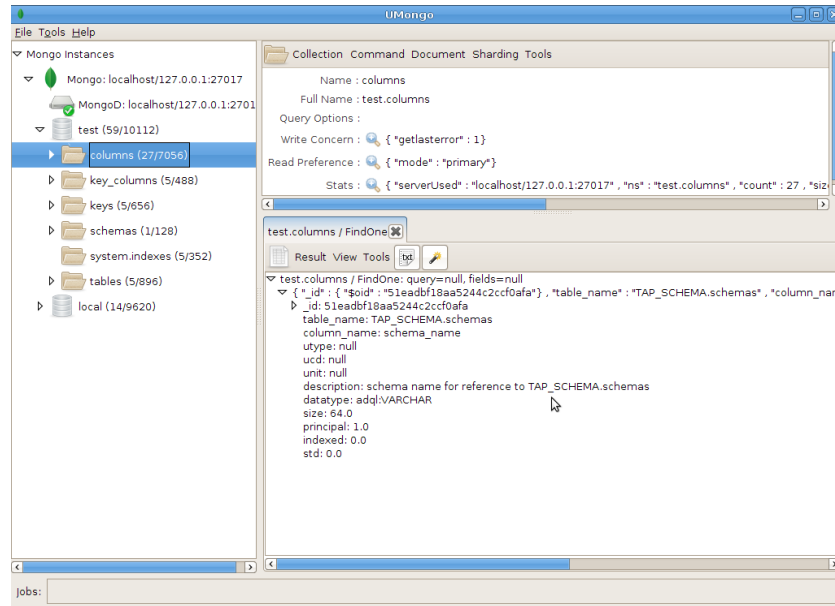 UMongo
File Tools Help
Mongo Instances
Mongo: localhost/127.0.0.1:27017
MongoD: localhost/127.0.0.1:2701
test (59/10112)
columns (27/7056)
key_columns (5/488)
keys (5/656)
schemas (1/128)
system.indexes (5/352)
tables (5/896)
local (14/9620)
Collection Command Document Sharding Tools
Name : columns
Full Name : test.columns
Query Options :
Write Concern : { "getlasterror" : 1}
Read Preference : { "mode" : "primary"}
Stats : { "serverUsed" : "localhost/127.0.0.1:27017" , "ns" : "test.columns" , "count" : 27 , "size
test.columns / FindOne
Result View Tools txt
test.columns / FindOne: query=null, fields=null
{ "_id" : { "$oid" : "51eadbf18aa5244c2ccf0afa"} , "table_name" : "TAP_SCHEMA.schemas" , "column_nar
_id: 51eadbf18aa5244c2ccf0afa
table_name: TAP_SCHEMA.schemas
column_name: schema_name
utype: null
ucd: null
unit: null
description: schema name for reference to TAP_SCHEMA.schemas
datatype: adql:VARCHAR
size: 64.0
principal: 1.0
indexed: 0.0
std: 0.0
Jobs: